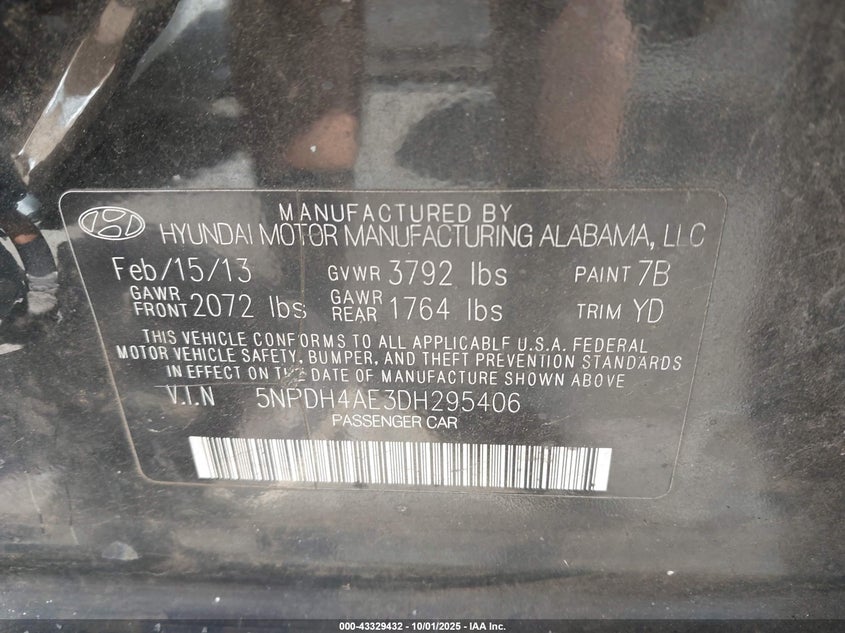 MANUFACTURED BY
HYUNDAI MOTOR MANUFACTURING ALABAMA, LLC
Feb/15/13 GVWR 3792 lbs PAINT 7B
GAWR FRONT 2072 lbs GAWR REAR 1764 lbs TRIM YD
THIS VEHICLE CONFORMS TO ALL APPLICABLE U.S.A. FEDERAL
MOTOR VEHICLE SAFETY, BUMPER, AND THEFT PREVENTION STANDARDS
IN EFFECT ON THE DATE OF MANUFACTURE SHOWN ABOVE
V.I.N 5NPDH4AE3DH295406
PASSENGER CAR
000-43329432 - 10/01/2025 - IAA Inc.